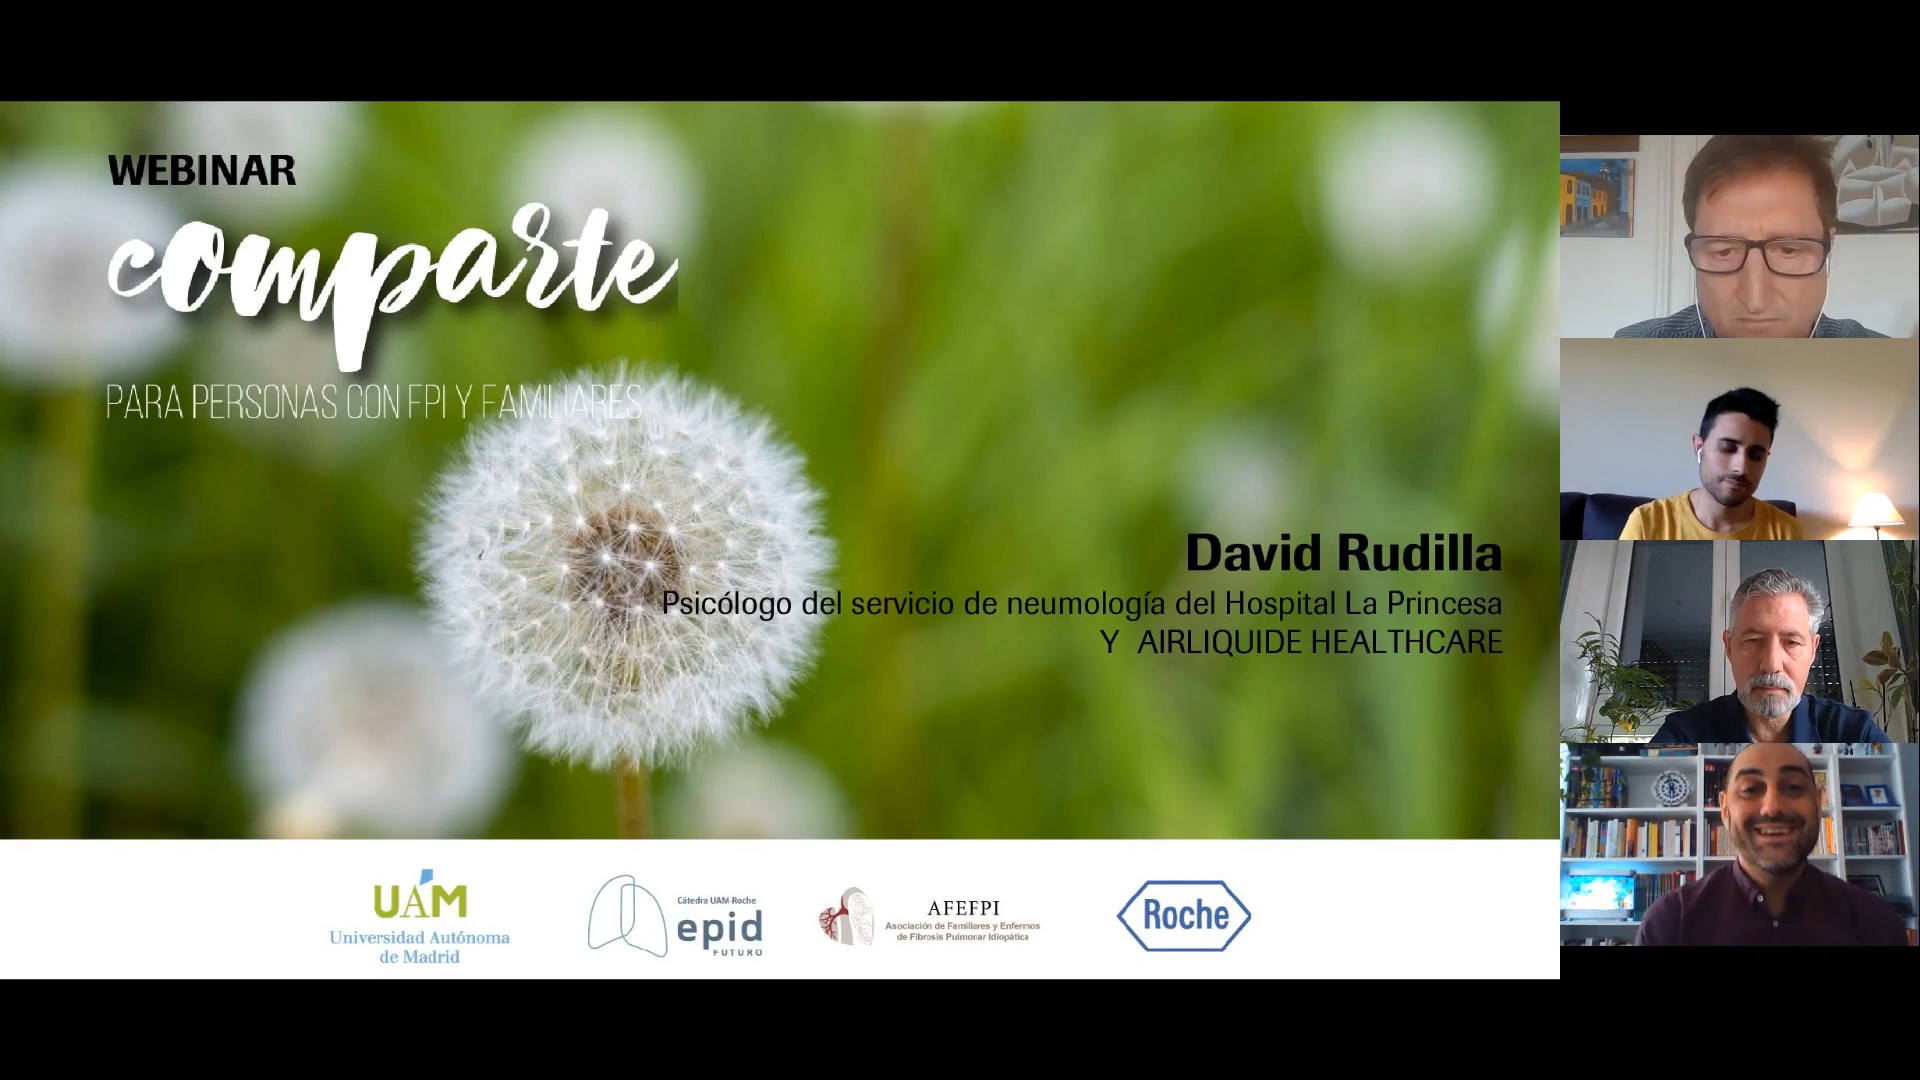 WEBINAR
comparte
PARA PERSONAS CON FPI Y FAMILIARES
David Rudilla
Psicólogo del servicio de neumología del Hospital La Princesa
Y AIRLIQUIDE HEALTHCARE
UAM
Universidad Autónoma
de Madrid
Cátedra UAM-Roche
epid
FUTURO
AFEFPI
Asociación de Familiares y Enfermos
de Fibrosis Pulmonar Idiopática
Roche